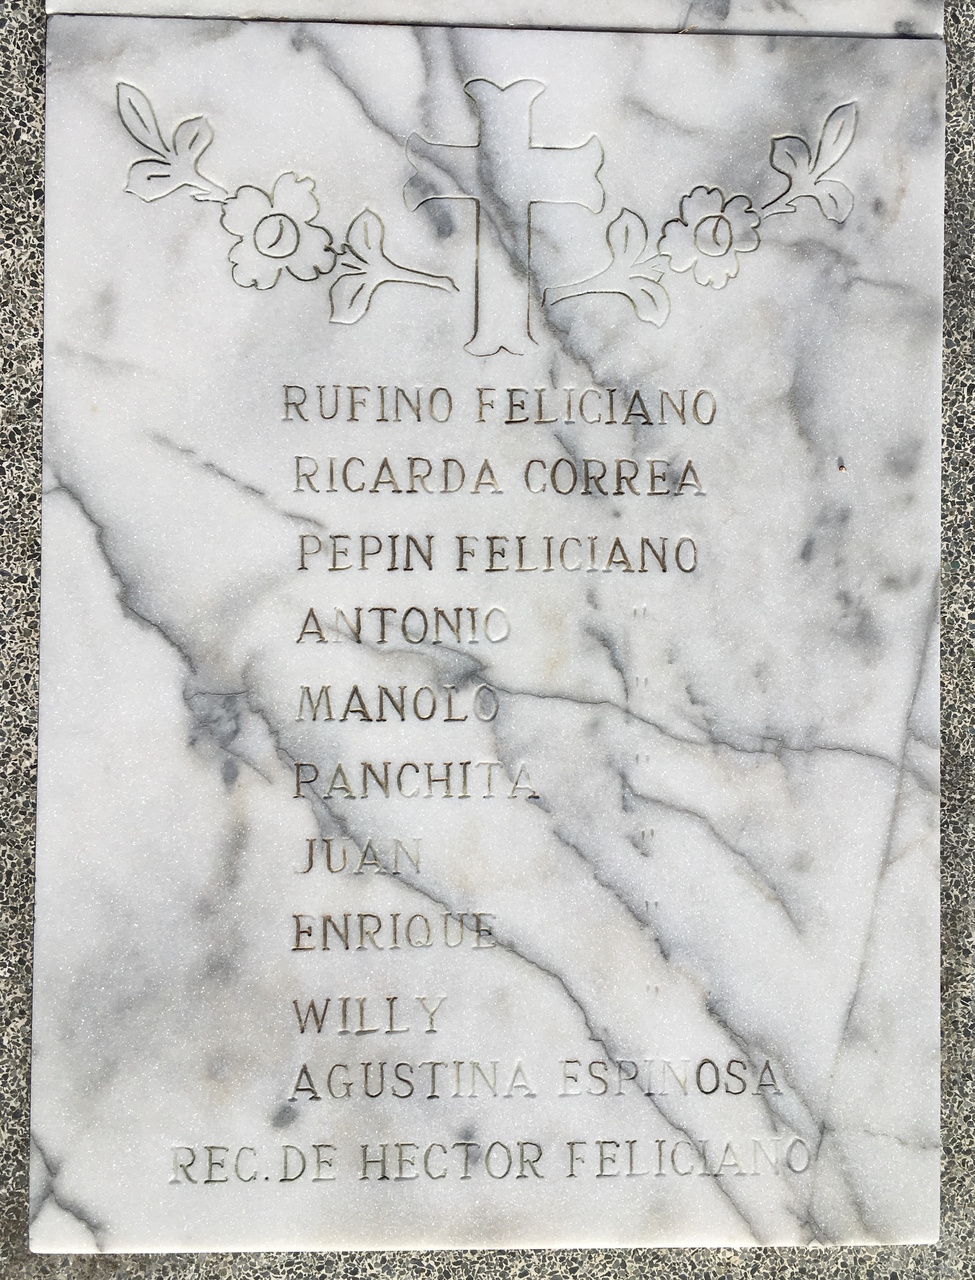 RUFINO FELICIANO
RICARDA CORREA
PEPIN FELICIANO
ANTONIO "
MANOLO "
PANCHITA "
JUAN "
ENRIQUE "
WILLY "
AGUSTINA ESPINOSA
REC. DE HECTOR FELICIANO